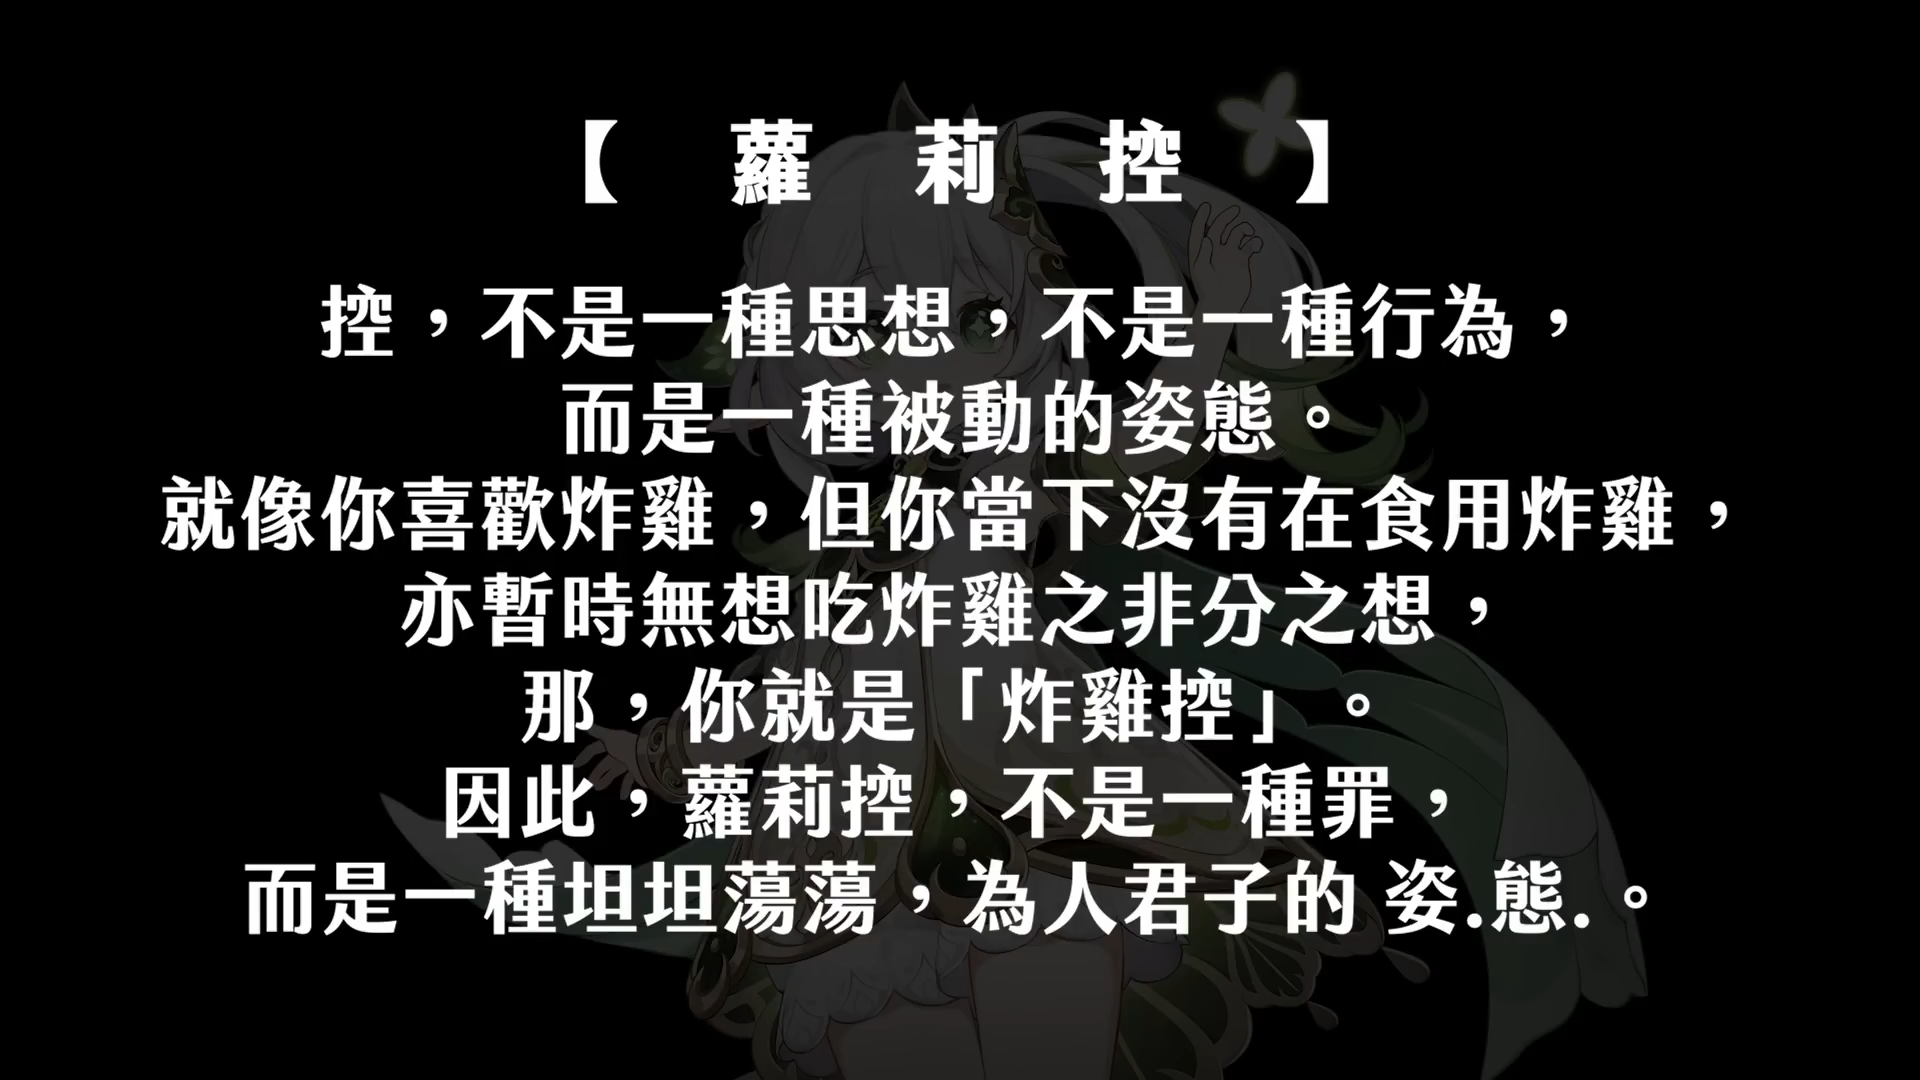 【 蘿 莉 控 】
控，不是一種思想，不是一種行為，
而是一種被動的姿態。
就像你喜歡炸雞，但你當下沒有在食用炸雞，
亦暫時無想吃炸雞之非分之想，
那，你就是「炸雞控」。
因此，蘿莉控，不是一種罪，
而是一種坦坦蕩蕩，為人君子的 姿.態.。